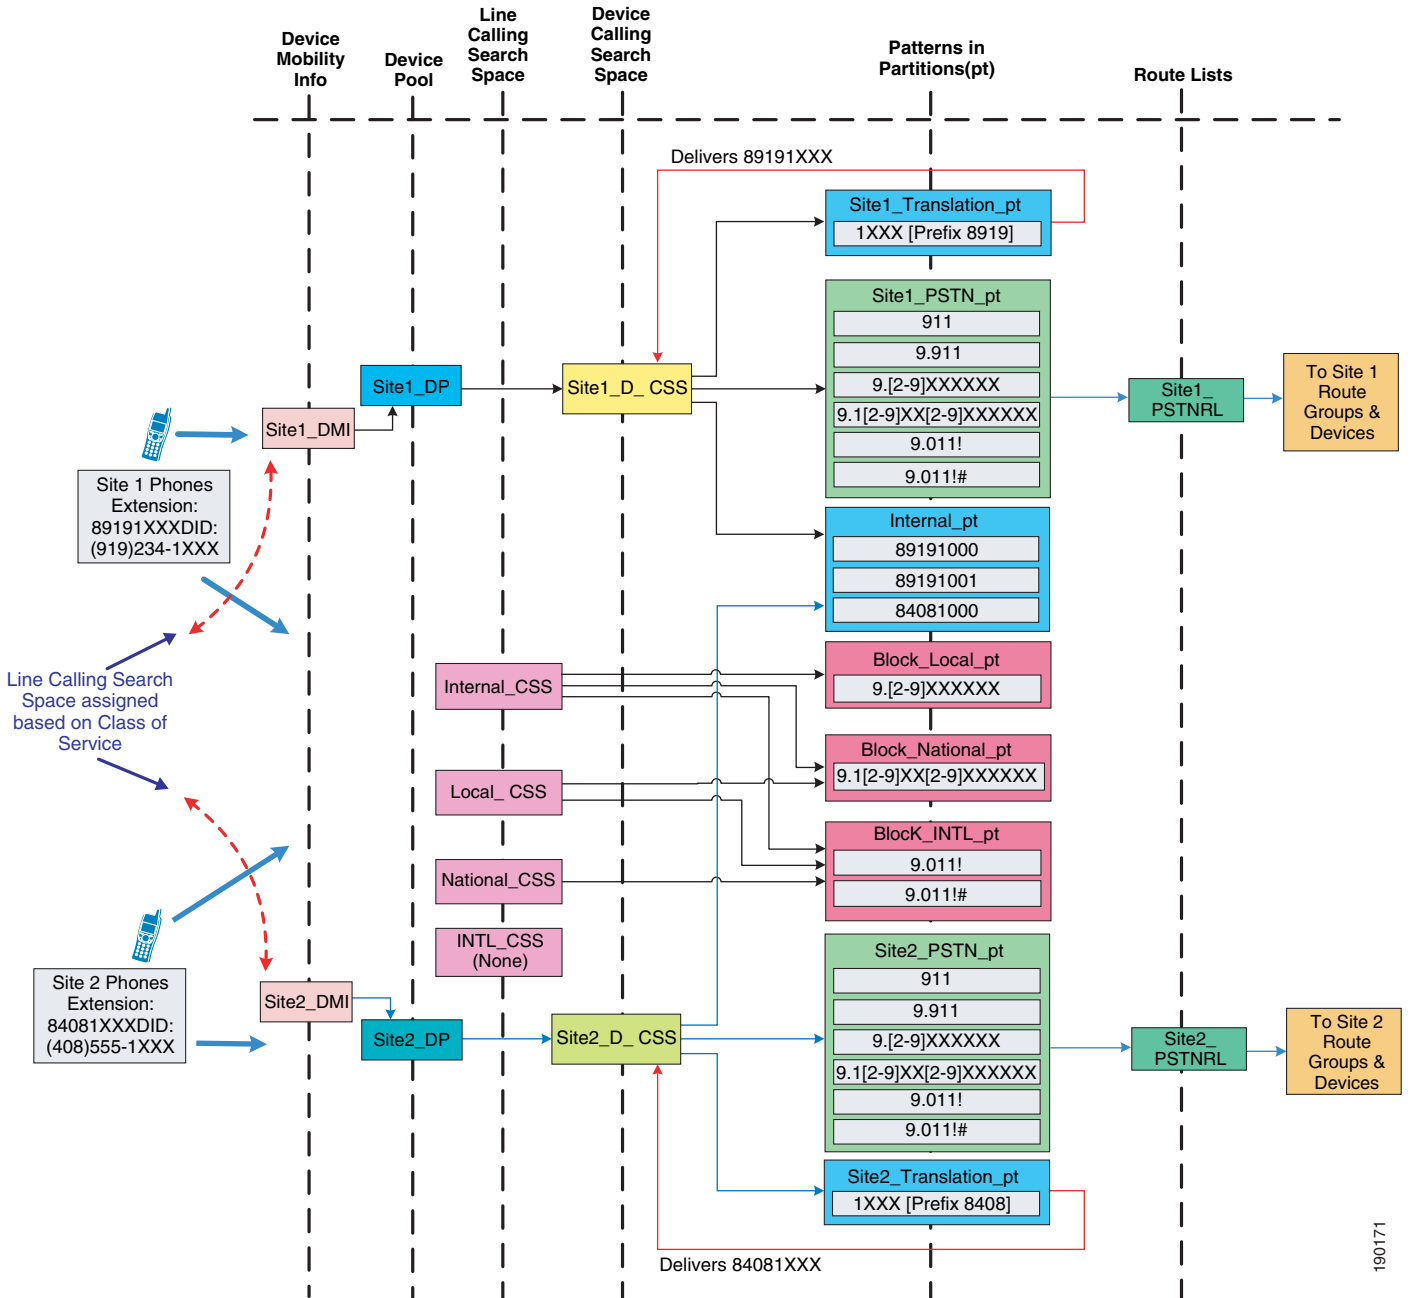 Device
Mobility
Info
Device
Pool
Line
Calling
Search
Space
Device
Calling
Search
Space
Patterns in
Partitions(pt)
Route Lists
Delivers 89191XXX
Site1_Translation_pt
1XXX [Prefix 8919]
Site1_PSTN_pt
911
9.911
9.[2-9]XXXXXX
9.1[2-9]XX[2-9]XXXXXX
9.011!
9.011!#
Site1_DP
Site1_D_ CSS
Site1_DMI
Site1_
PSTNRL
To Site 1
Route
Groups &
Devices
Site 1 Phones
Extension:
89191XXXDID:
(919)234-1XXX
Internal_pt
89191000
89191001
84081000
Line Calling Search
Space assigned
based on Class of
Service
Internal_CSS
Block_Local_pt
9.[2-9]XXXXXX
Block_National_pt
9.1[2-9]XX[2-9]XXXXXX
Local_ CSS
BlocK_INTL_pt
9.011!
9.011!#
National_CSS
INTL_CSS
(None)
Site2_PSTN_pt
911
9.911
9.[2-9]XXXXXX
9.1[2-9]XX[2-9]XXXXXX
9.011!
9.011!#
Site 2 Phones
Extension:
84081XXXDID:
(408)555-1XXX
Site2_DMI
Site2_DP
Site2_D_ CSS
Site2_
PSTNRL
To Site 2
Route
Groups &
Devices
Site2_Translation_pt
1XXX [Prefix 8408]
Delivers 84081XXX
190171